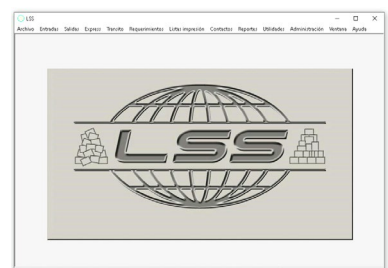 LSS
Archivo Entradas Salidas Express Transito Requerimientos Listas impresión Contactos Reportes Utilidades Administración Ventana Ayuda
LSS